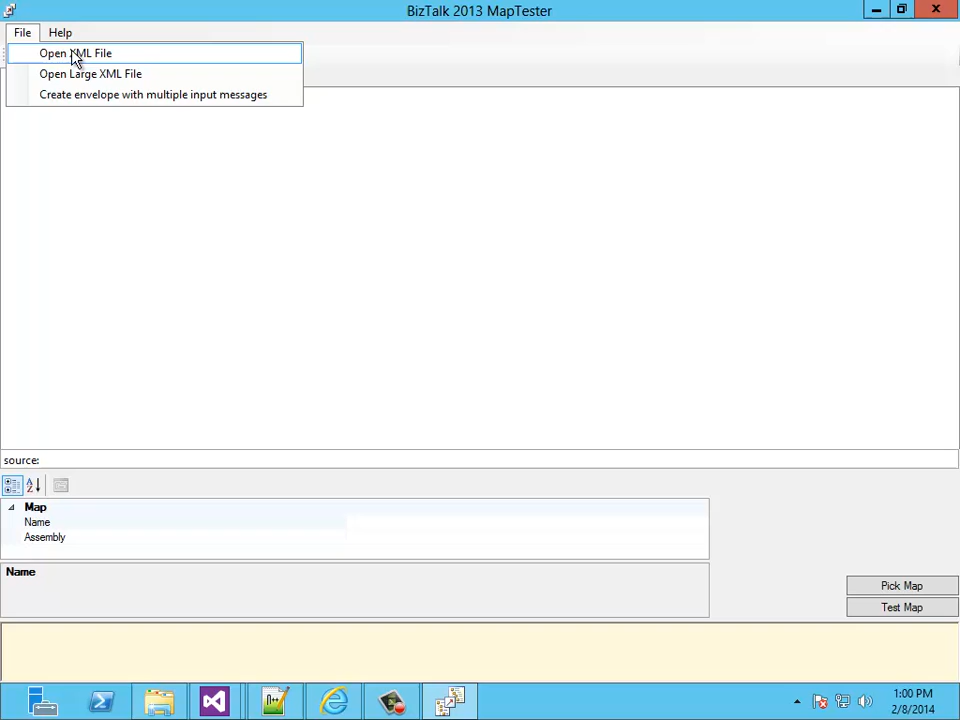 BizTalk 2013 MapTester
File Help
Open XML File
Open Large XML File
Create envelope with multiple input messages
source:
Map
Name
Assembly
Name
Pick Map
Test Map
1:00 PM
2/8/2014